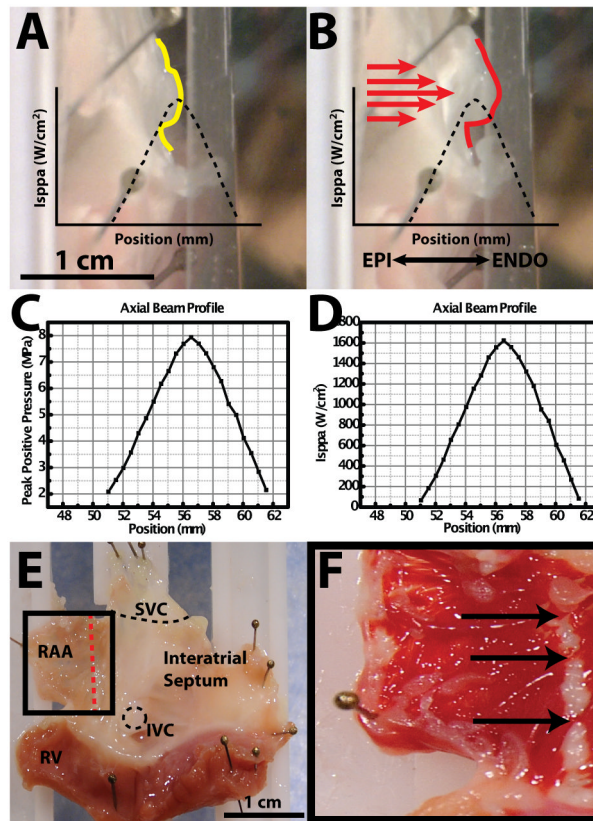 A
Isppa (W/cm²)
Position (mm)
1 cm
B
Isppa (W/cm²)
Position (mm)
EPI ENDO
C
Axial Beam Profile
Peak Positive Pressure (MPa)
8
7
6
5
4
3
2
48 50 52 54 56 58 60 62
Position (mm)
D
Axial Beam Profile
Isppa (W/cm²)
1800
1600
1400
1200
1000
800
600
400
200
0
48 50 52 54 56 58 60 62
Position (mm)
E
SVC
RAA
Interatrial
Septum
IVC
RV
1 cm
F